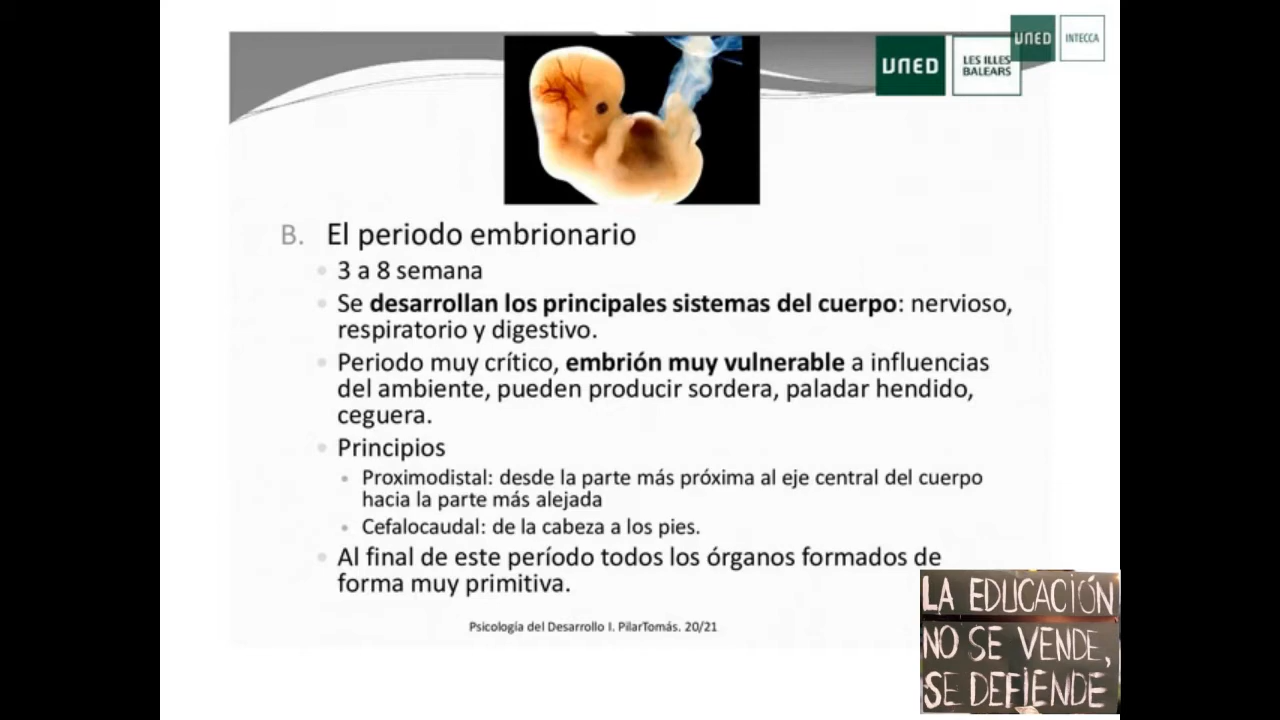 UNED
INTECCA
UNED
LES ILLES
BALEARS
B. El periodo embrionario
3 a 8 semana
Se desarrollan los principales sistemas del cuerpo: nervioso,
respiratorio y digestivo.
Periodo muy crítico, embrión muy vulnerable a influencias
del ambiente, pueden producir sordera, paladar hendido,
ceguera.
Principios
Proximodistal: desde la parte más próxima al eje central del cuerpo
hacia la parte más alejada
Cefalocaudal: de la cabeza a los pies.
Al final de este período todos los órganos formados de
forma muy primitiva.
Psicología del Desarrollo I. PilarTomás. 20/21
LA EDUCACIÓN
NO SE VENDE,
SE DEFIENDE